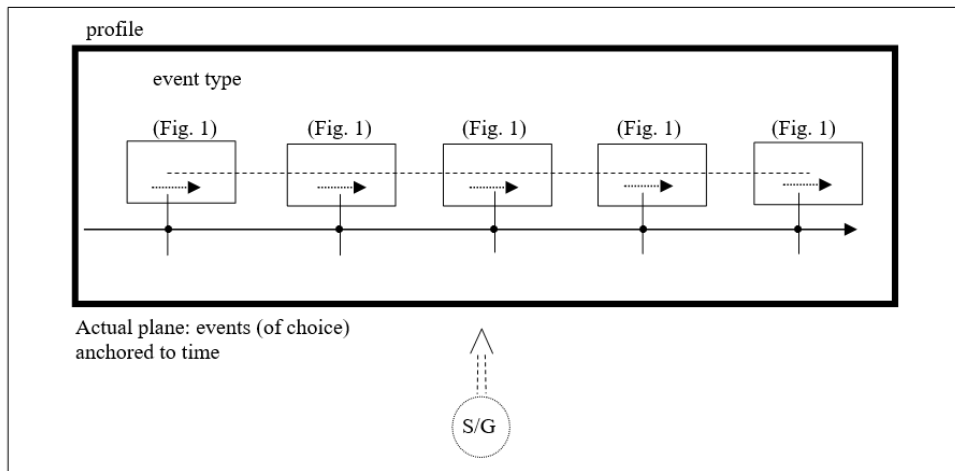 profile
event type
(Fig. 1) (Fig. 1) (Fig. 1) (Fig. 1) (Fig. 1)
Actual plane: events (of choice)
anchored to time
S/G